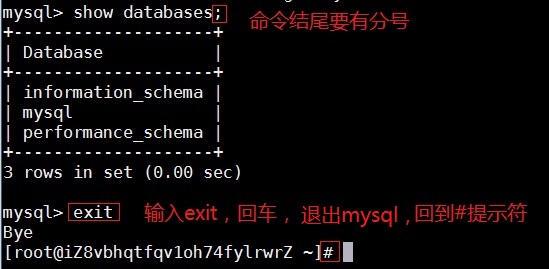 mysql> show databases; 命令结尾要有分号
+--------------------+
| Database           |
+--------------------+
| information_schema |
| mysql              |
| performance_schema |
+--------------------+
3 rows in set (0.00 sec)
mysql> exit 输入exit，回车，退出mysql，回到#提示符
Bye
[root@iZ8vbhqtfqv1oh74fylrwrZ ~]#